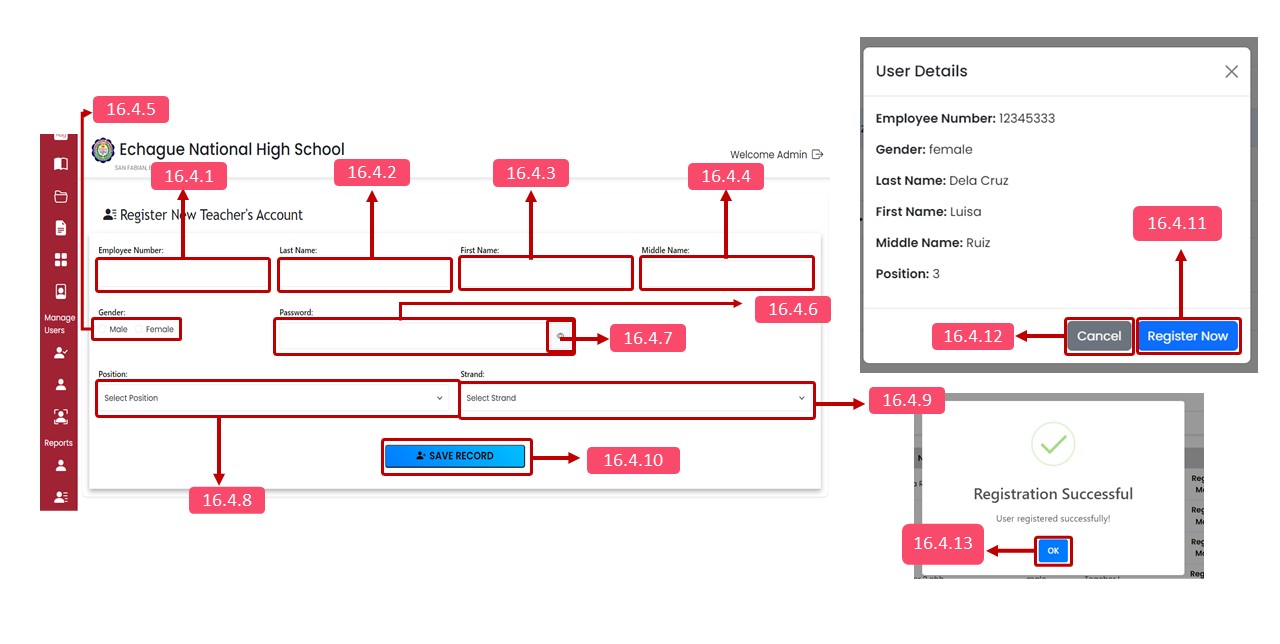 16.4.5
Echague National High School
Welcome Admin
16.4.1
16.4.2
16.4.3
16.4.4
Register New Teacher's Account
Employee Number:
Last Name:
First Name:
Middle Name:
Gender:
Male
Female
Password:
16.4.6
16.4.7
Position:
Select Position
Strand:
Select Strand
16.4.9
SAVE RECORD
16.4.10
16.4.8
Manage
Users
Reports
User Details
Employee Number: 12345333
Gender: female
Last Name: Dela Cruz
First Name: Luisa
Middle Name: Ruiz
Position: 3
16.4.11
16.4.12
Cancel
Register Now
Registration Successful
User registered successfully!
16.4.13
OK